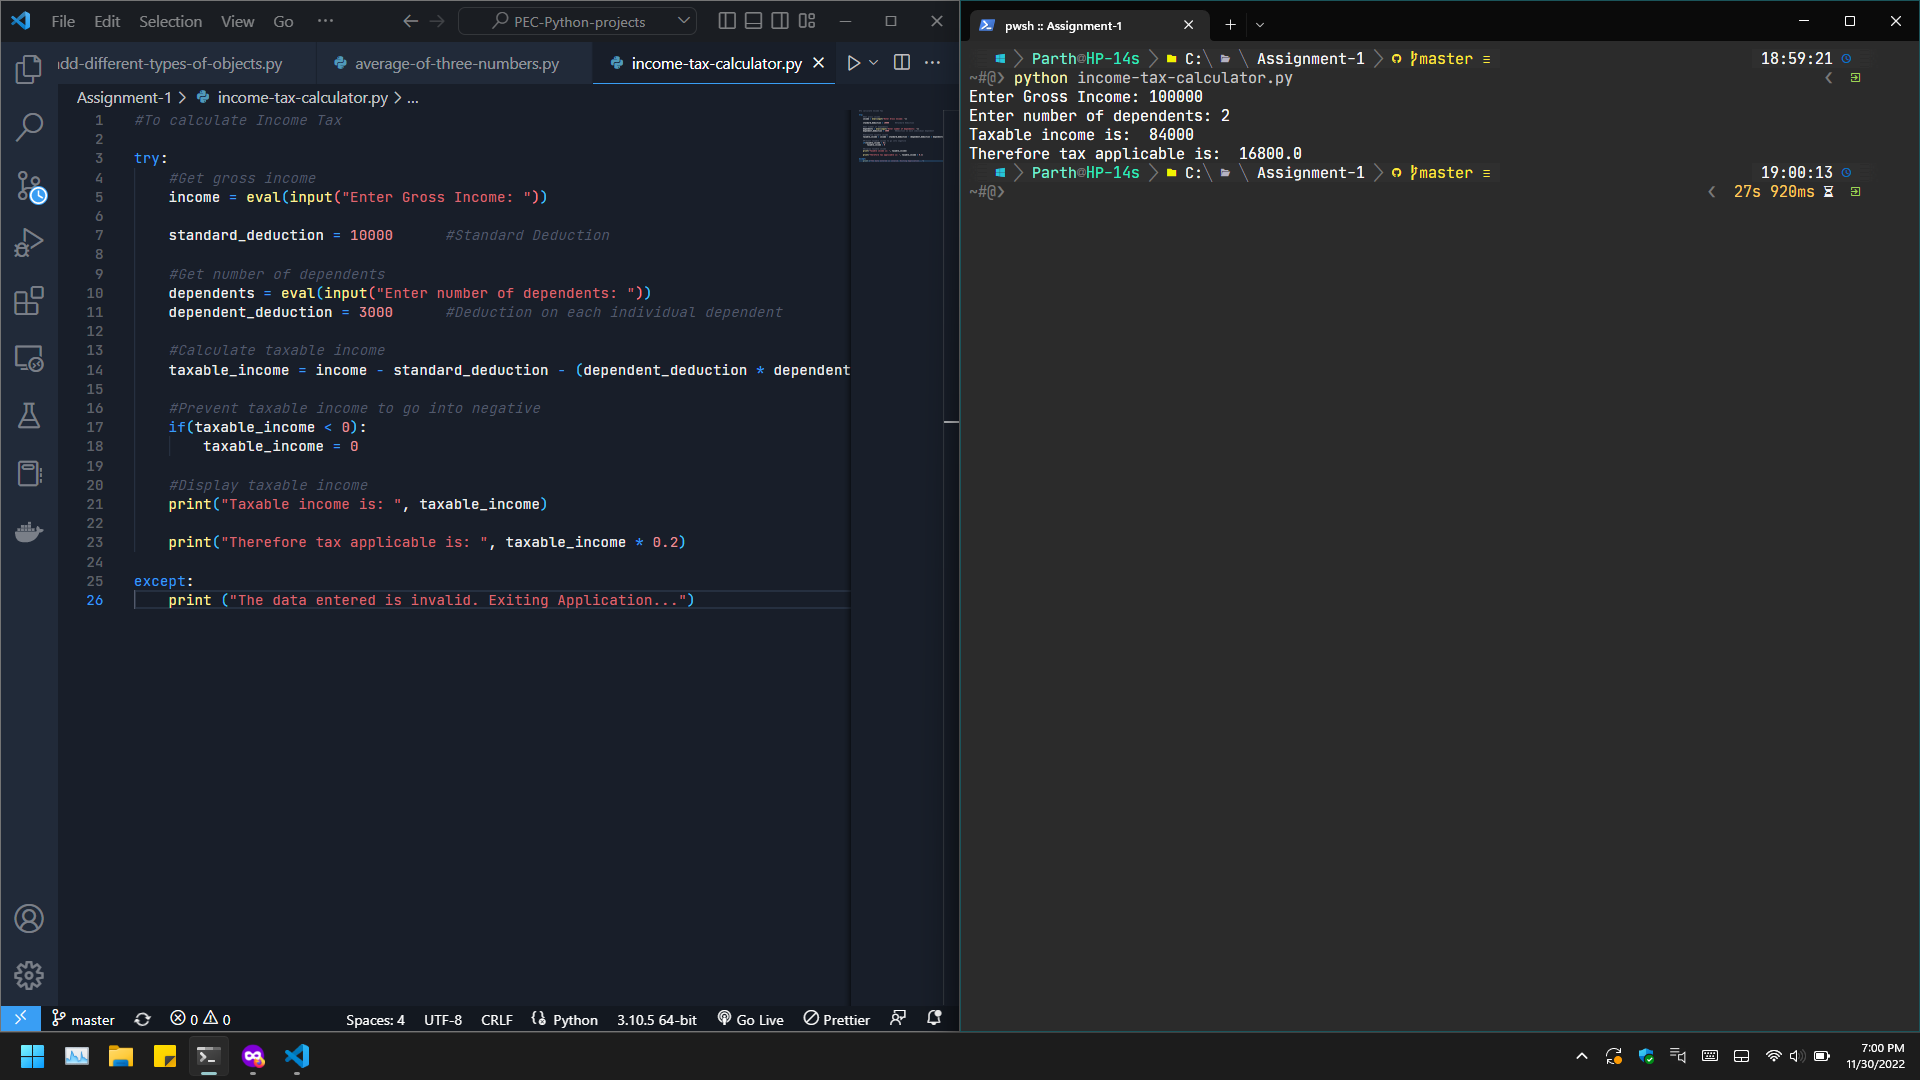 File Edit Selection View Go ··· PEC-Python-projects
add-different-types-of-objects.py average-of-three-numbers.py income-tax-calculator.py
Assignment-1 > income-tax-calculator.py > ...
1 #To calculate Income Tax
2
3 try:
4 #Get gross income
5 income = eval(input("Enter Gross Income: "))
6
7 standard_deduction = 10000 #Standard Deduction
8
9 #Get number of dependents
10 dependents = eval(input("Enter number of dependents: "))
11 dependent_deduction = 3000 #Deduction on each individual dependent
12
13 #Calculate taxable income
14 taxable_income = income - standard_deduction - (dependent_deduction * dependent
15
16 #Prevent taxable income to go into negative
17 if(taxable_income < 0):
18 taxable_income = 0
19
20 #Display taxable income
21 print("Taxable income is: ", taxable_income)
22
23 print("Therefore tax applicable is: ", taxable_income * 0.2)
24
25 except:
26 print ("The data entered is invalid. Exiting Application...")
master 0 0 Spaces: 4 UTF-8 CRLF Python 3.10.5 64-bit Go Live Prettier
pwsh :: Assignment-1
Parth@HP-14s C:\ \ Assignment-1 master ≡ 18:59:21
~#@❯ python income-tax-calculator.py
Enter Gross Income: 100000
Enter number of dependents: 2
Taxable income is:  84000
Therefore tax applicable is:  16800.0
Parth@HP-14s C:\ \ Assignment-1 master ≡ 19:00:13
~#@❯ 27s 920ms
7:00 PM
11/30/2022